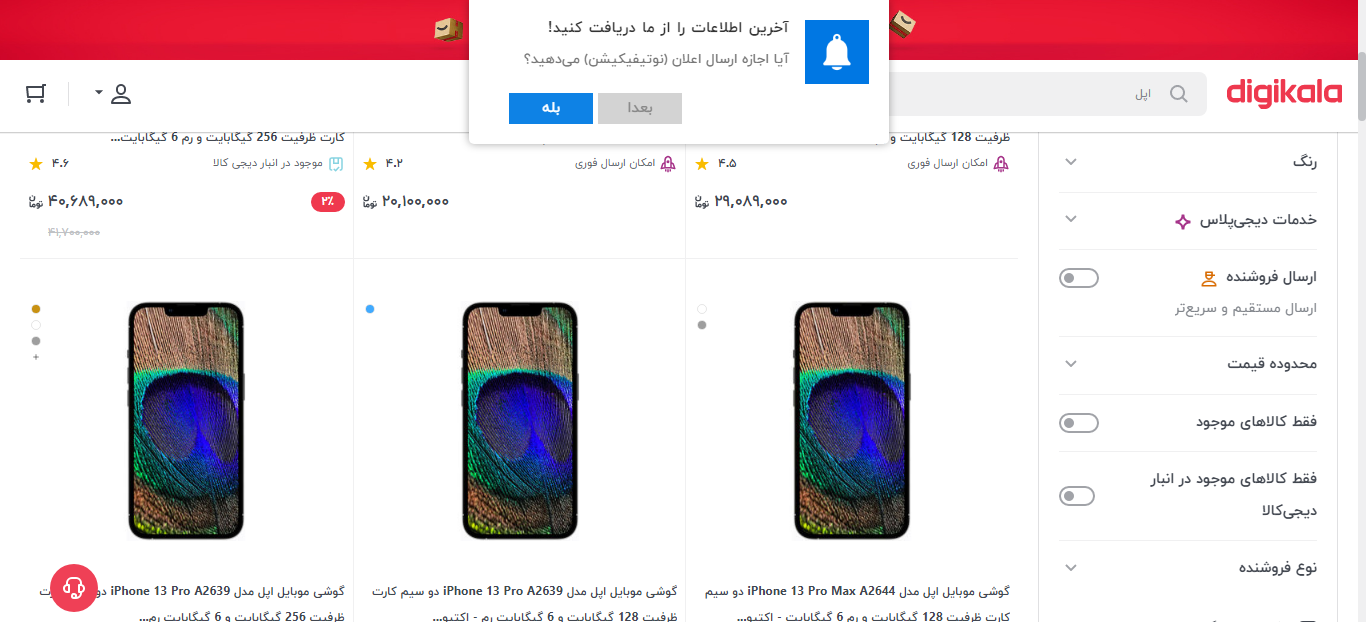 آخرین اطلاعات را از ما دریافت کنید!
آیا اجازه ارسال اعلان (نوتیفیکیشن) می‌دهید؟
بعدا
بله
digikala
اپل
رنگ
خدمات دیجی‌پلاس
ارسال فروشنده
ارسال مستقیم و سریع‌تر
محدوده قیمت
فقط کالاهای موجود
فقط کالاهای موجود در انبار
دیجی‌کالا
نوع فروشنده
ظرفیت 128 گیگابایت و
امکان ارسال فوری
۴.۵
۲۹,۰۸۹,۰۰۰ تومان
امکان ارسال فوری
۴.۲
۲۰,۱۰۰,۰۰۰ تومان
کارت ظرفیت 256 گیگابایت و رم 6 گیگابایت...
موجود در انبار دیجی کالا
۴.۶
۲٪
۴۰,۶۸۹,۰۰۰ تومان
۴۱,۷۰۰,۰۰۰
گوشی موبایل اپل مدل iPhone 13 Pro Max A2644 دو سیم
کارت ظرفیت 128 گیگابایت و رم 6 گیگابایت - اکتیو...
گوشی موبایل اپل مدل iPhone 13 Pro A2639 دو سیم کارت
ظرفیت 128 گیگابایت و 6 گیگابایت رم - اکتیو...
+
گوشی موبایل اپل مدل iPhone 13 Pro A2639 دو
ظرفیت 256 گیگابایت و 6 گیگابایت رم...